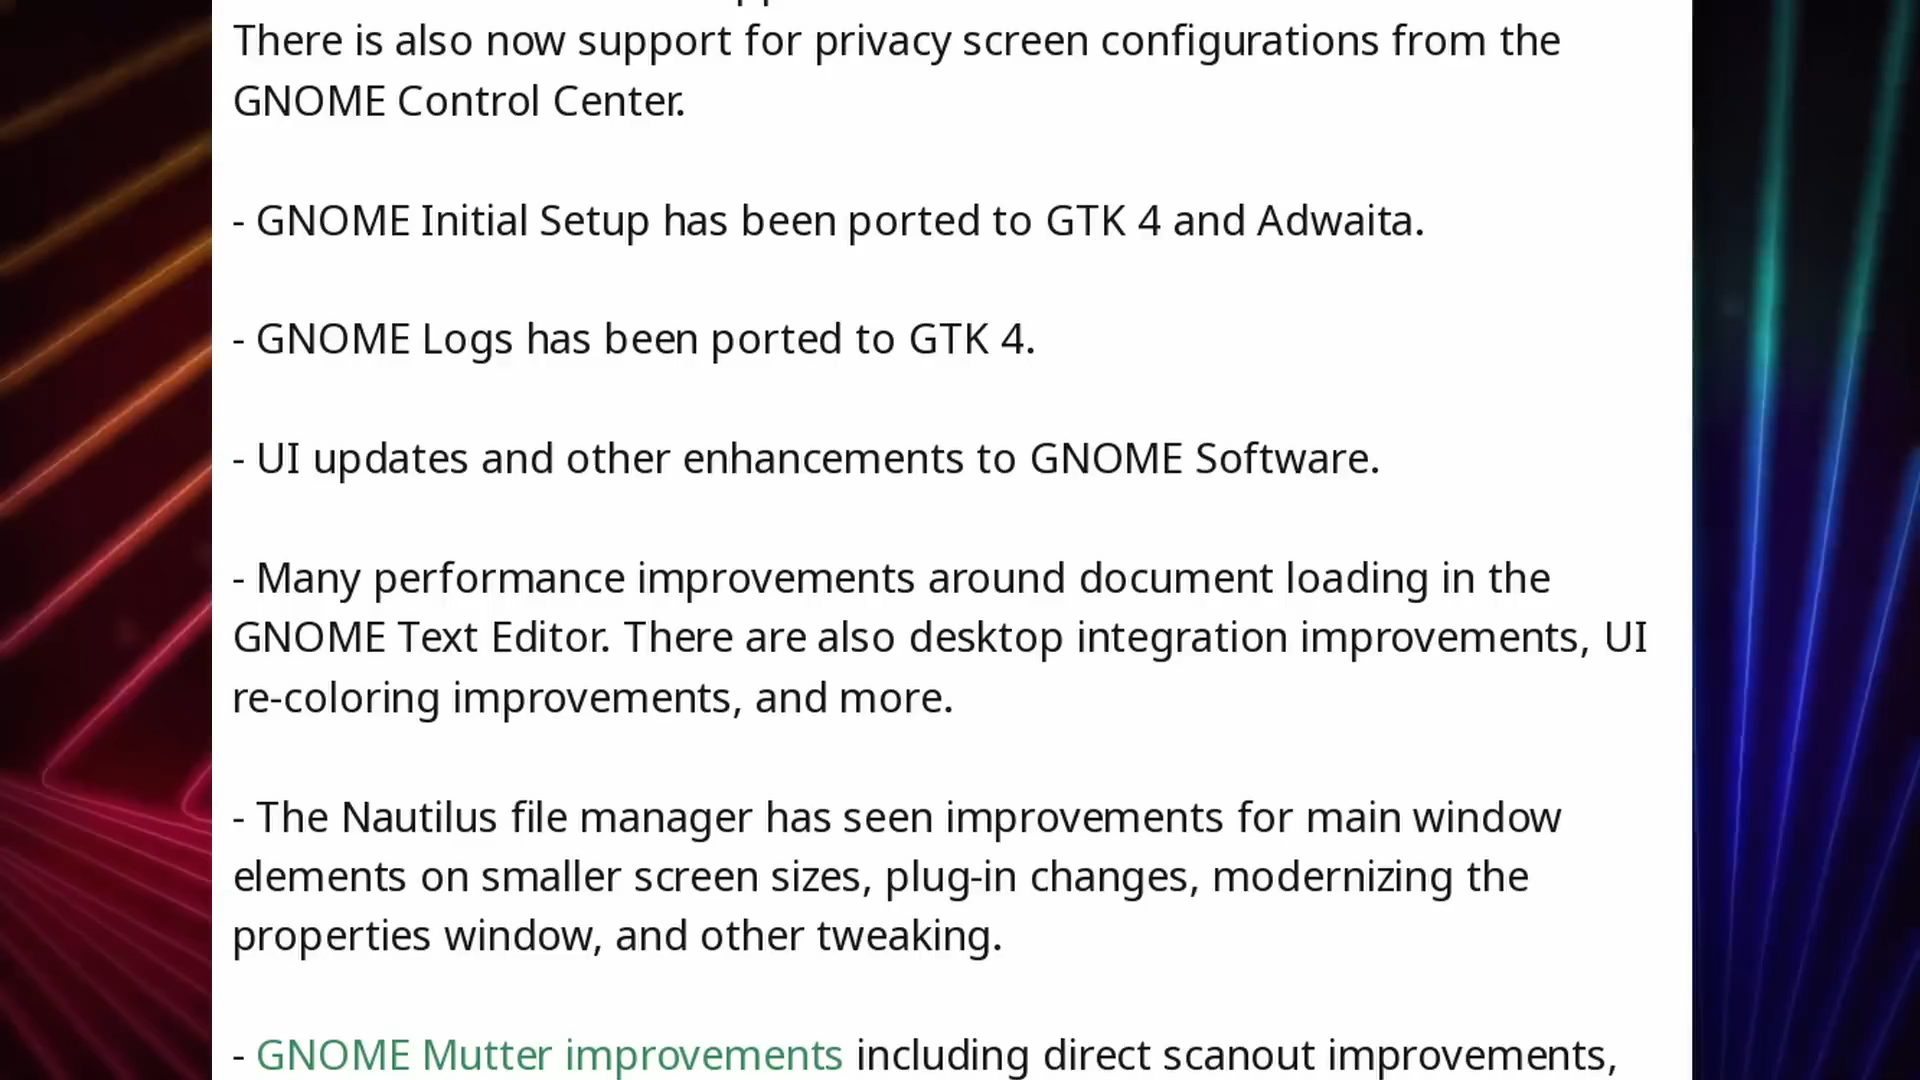 There is also now support for privacy screen configurations from the
GNOME Control Center.
- GNOME Initial Setup has been ported to GTK 4 and Adwaita.
- GNOME Logs has been ported to GTK 4.
- UI updates and other enhancements to GNOME Software.
- Many performance improvements around document loading in the
GNOME Text Editor. There are also desktop integration improvements, UI
re-coloring improvements, and more.
- The Nautilus file manager has seen improvements for main window
elements on smaller screen sizes, plug-in changes, modernizing the
properties window, and other tweaking.
- GNOME Mutter improvements including direct scanout improvements,